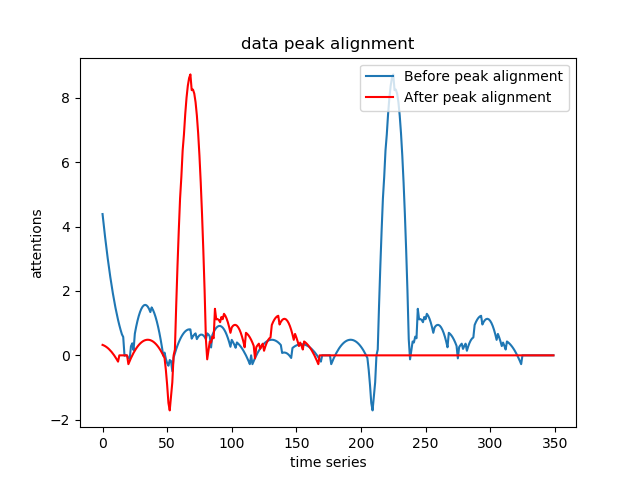 data peak alignment
Before peak alignment
After peak alignment
8
6
4
2
0
−2
attentions
0 50 100 150 200 250 300 350
time series